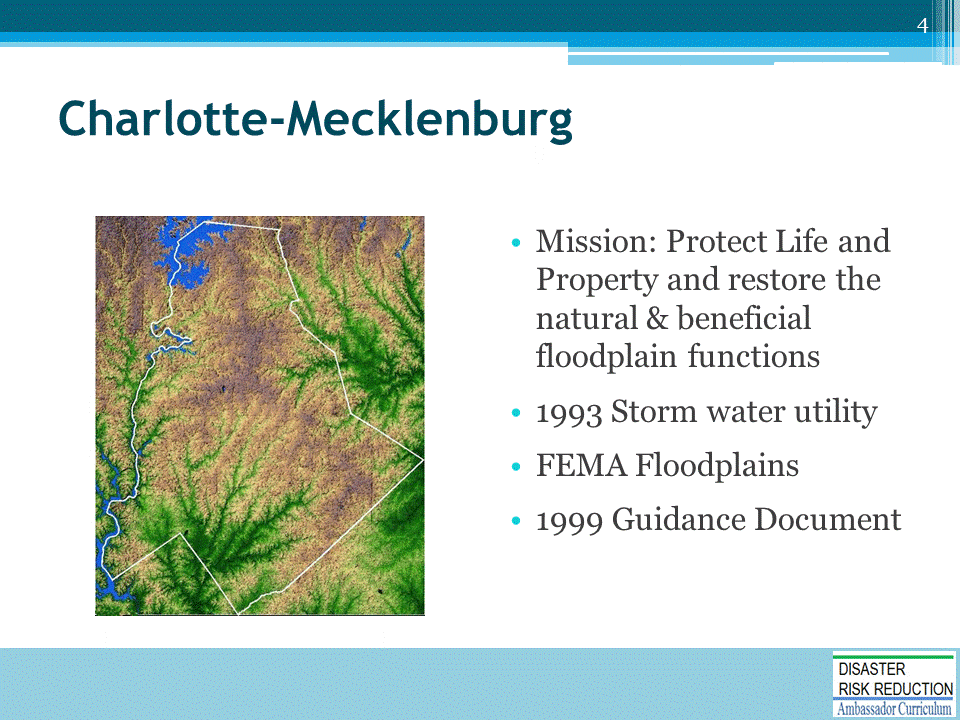 4
Charlotte-Mecklenburg
• Mission: Protect Life and
Property and restore the
natural & beneficial
floodplain functions
• 1993 Storm water utility
• FEMA Floodplains
• 1999 Guidance Document
DISASTER
RISK REDUCTION
Ambassador Curriculum